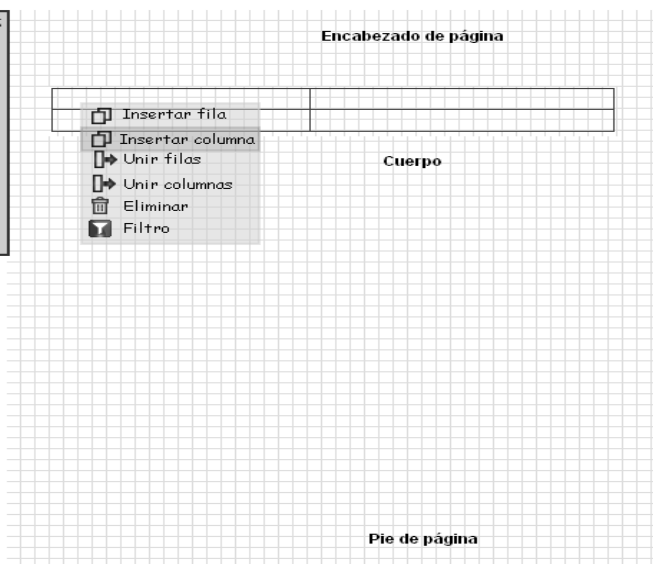 Encabezado de página
Insertar fila
Insertar columna
Unir filas
Cuerpo
Unir columnas
Eliminar
Filtro
Pie de página